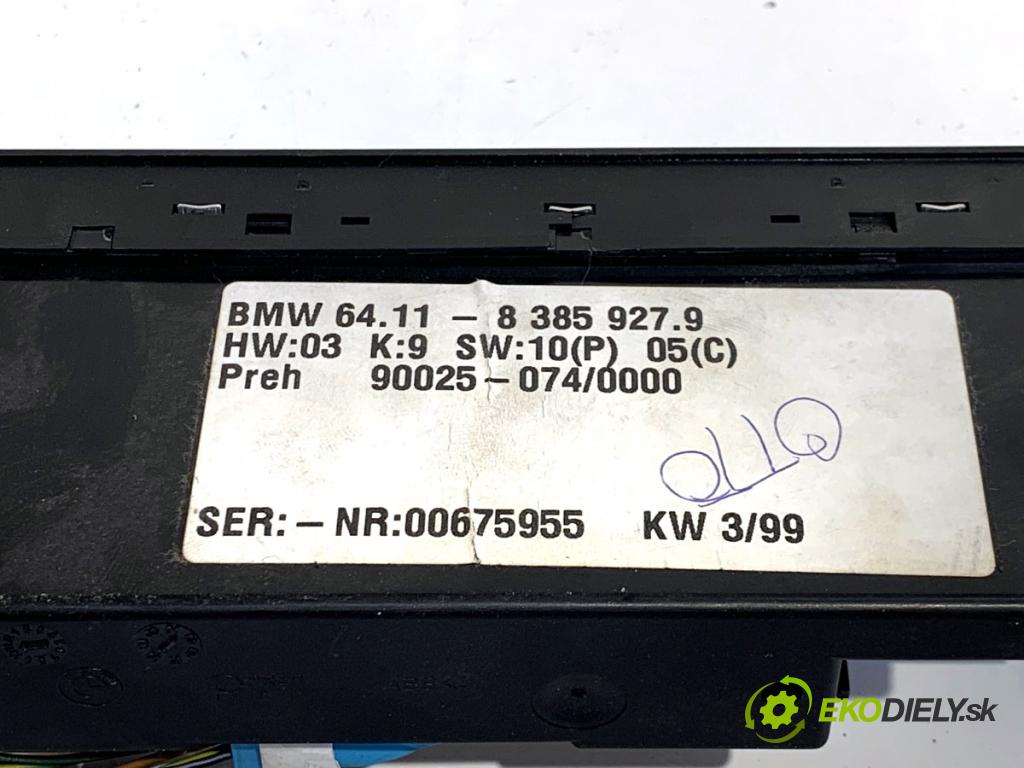 BMW 64.11 – 8 385 927.9
HW:03 K:9 SW:10(P) 05(C)
Preh 90025–074/0000
SER:–NR:00675955 KW 3/99
EKODIELY.sk